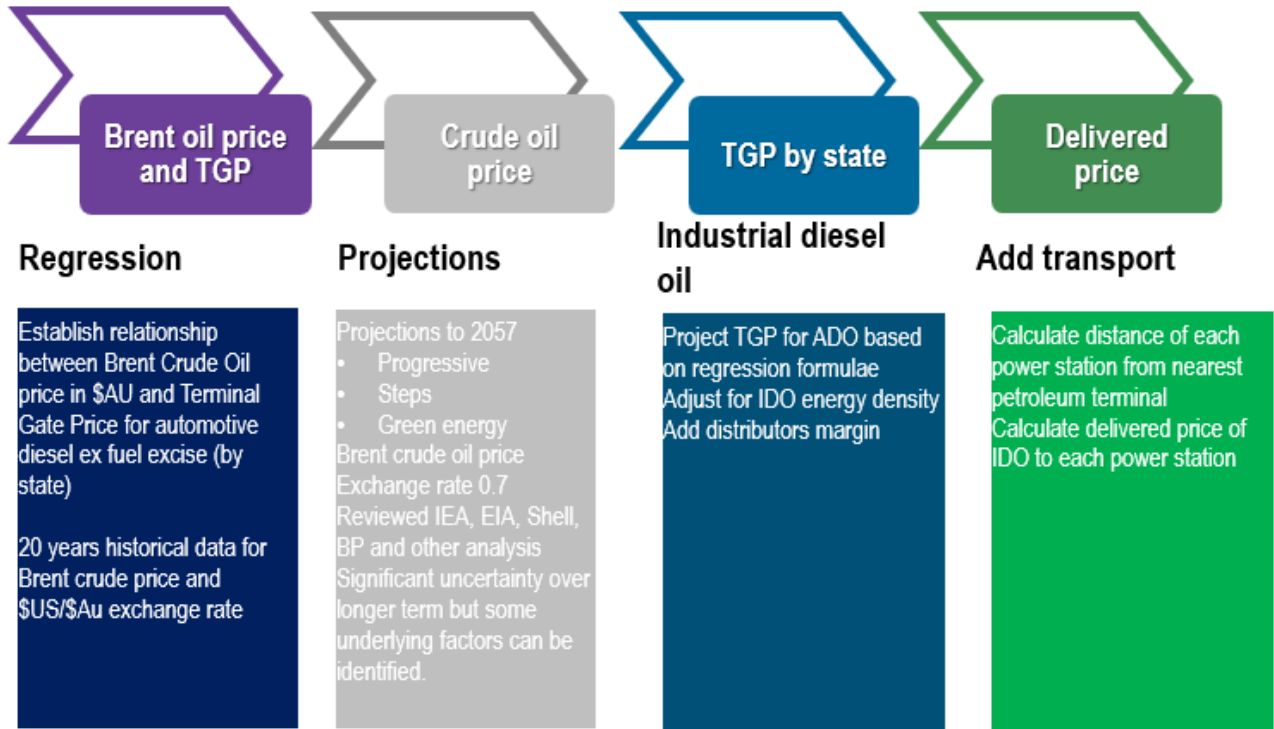 Brent oil price
and TGP
Crude oil
price
TGP by state
Delivered
price
Regression
Projections
Industrial diesel
oil
Add transport
Establish relationship
between Brent Crude Oil
price in $AU and Terminal
Gate Price for automotive
diesel ex fuel excise (by
state)
20 years historical data for
Brent crude price and
$US/$Au exchange rate
Projections to 2057
• Progressive
• Steps
• Green energy
Brent crude oil price
Exchange rate 0.7
Reviewed IEA, EIA, Shell,
BP and other analysis
Significant uncertainty over
longer term but some
underlying factors can be
identified.
Project TGP for ADO based
on regression formulae
Adjust for IDO energy density
Add distributors margin
Calculate distance of each
power station from nearest
petroleum terminal
Calculate delivered price of
IDO to each power station